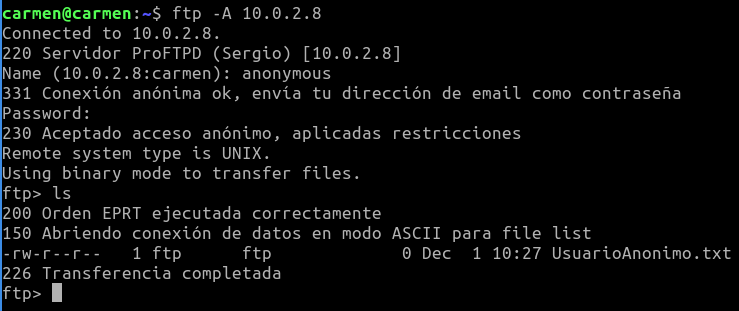 carmen@carmen:~$ ftp -A 10.0.2.8
Connected to 10.0.2.8.
220 Servidor ProFTPD (Sergio) [10.0.2.8]
Name (10.0.2.8:carmen): anonymous
331 Conexión anónima ok, envía tu dirección de email como contraseña
Password:
230 Aceptado acceso anónimo, aplicadas restricciones
Remote system type is UNIX.
Using binary mode to transfer files.
ftp> ls
200 Orden EPRT ejecutada correctamente
150 Abriendo conexión de datos en modo ASCII para file list
-rw-r--r--   1 ftp      ftp             0 Dec  1 10:27 UsuarioAnonimo.txt
226 Transferencia completada
ftp>